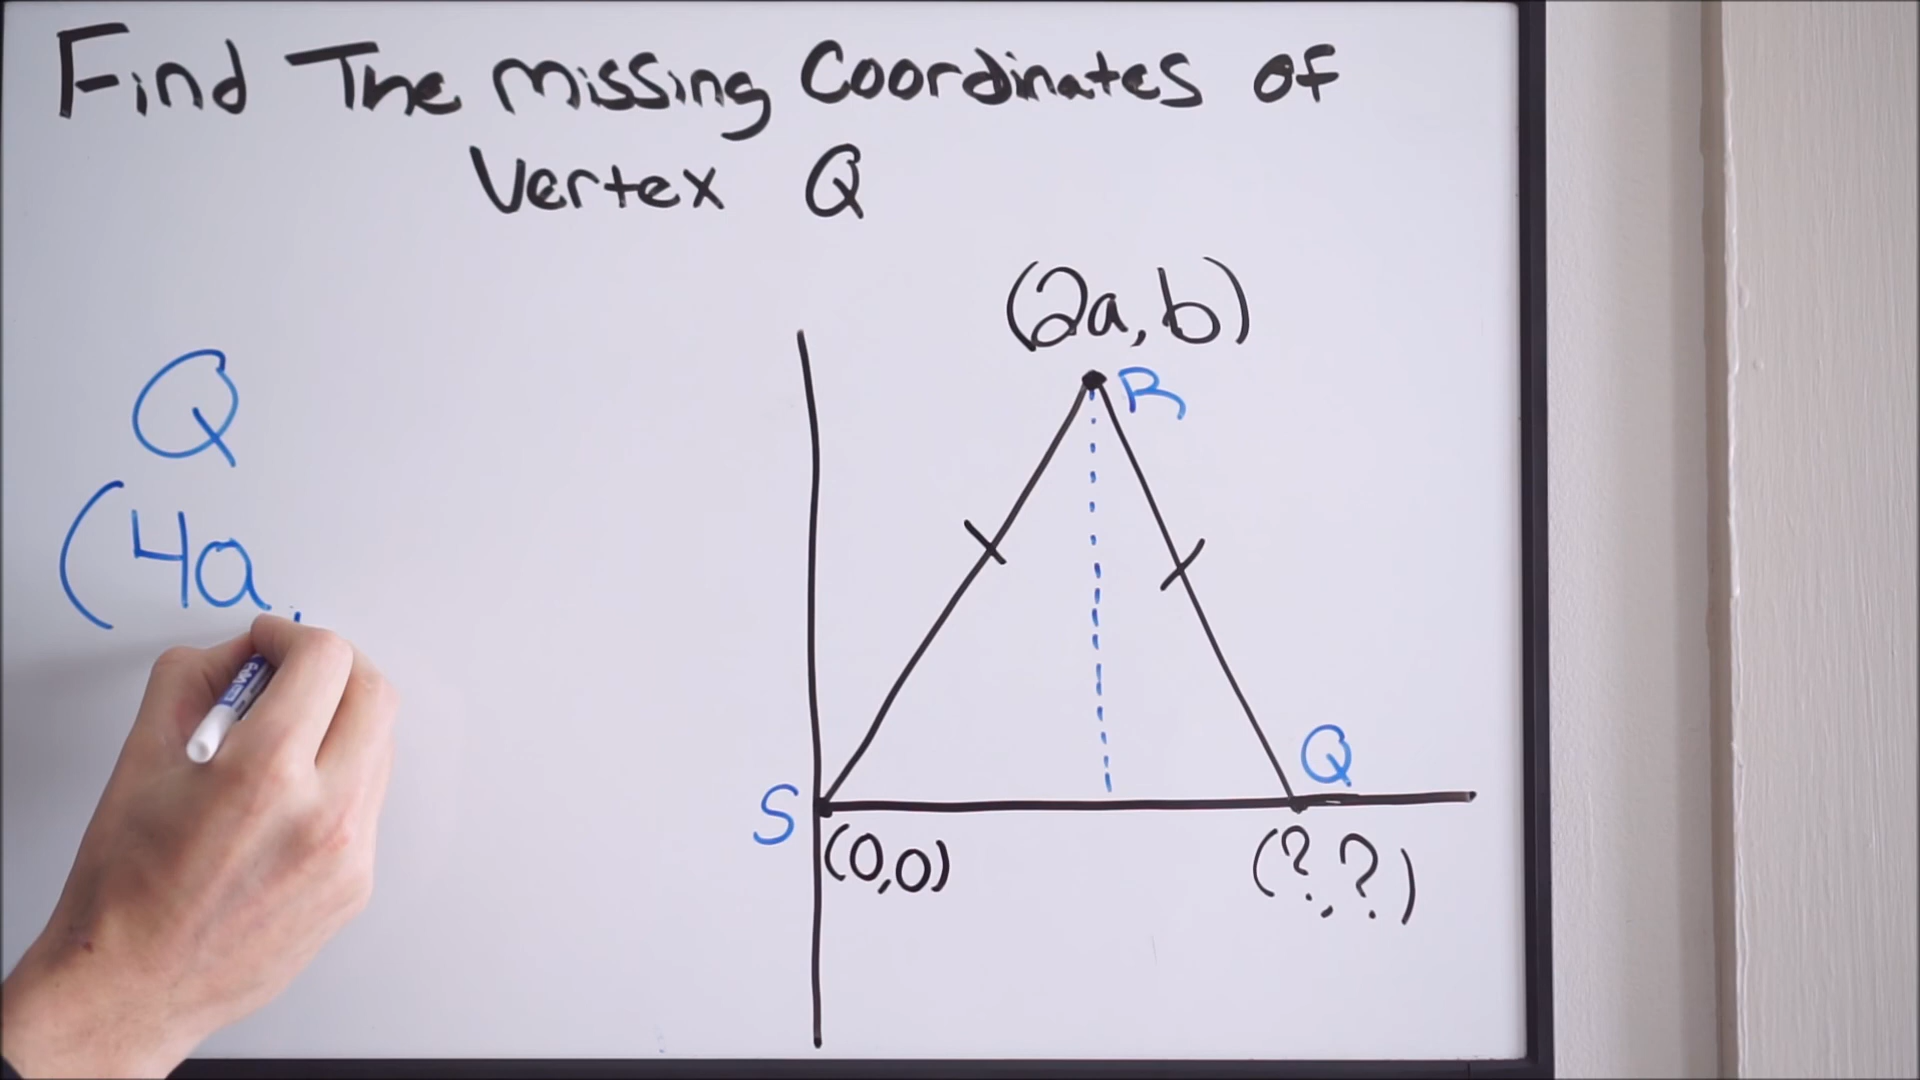 Find The missing Coordinates of
Vertex Q
(2a, b)
R
Q
(4a,
Q
S
(0,0)
(?,?)